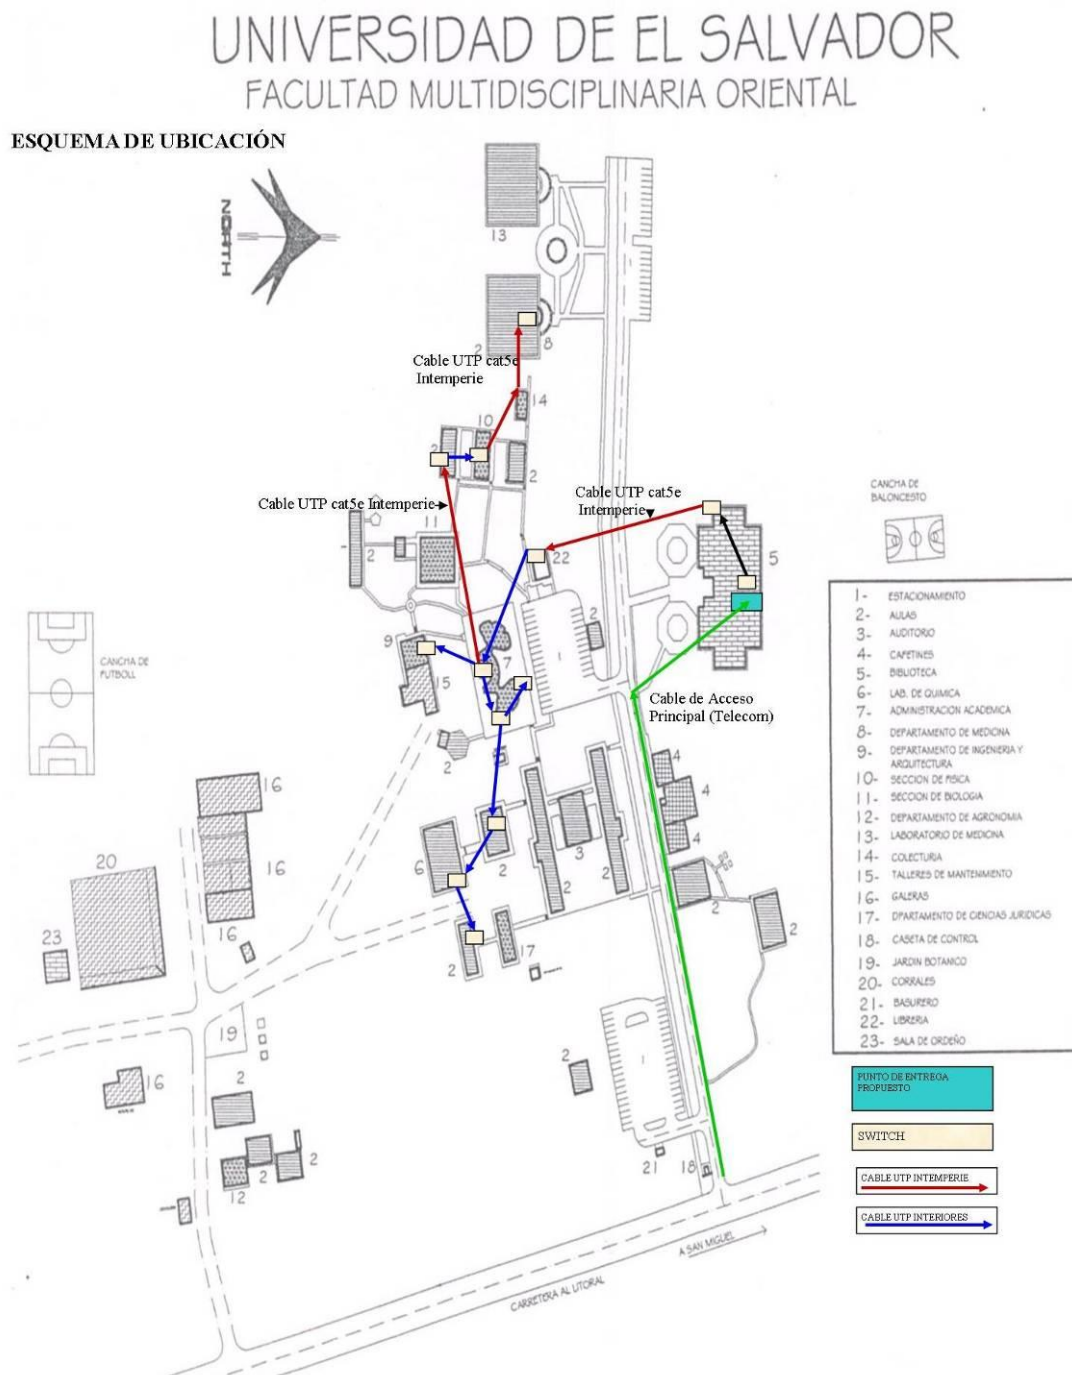 UNIVERSIDAD DE EL SALVADOR
FACULTAD MULTIDISCIPLINARIA ORIENTAL
ESQUEMA DE UBICACIÓN
NORTH
13
8
2
Cable UTP cat5e
Intemperie
14
10
2
2
Cable UTP cat5e Intemperie
Cable UTP cat5e
Intemperie
CANCHA DE
BALONCESTO
11
2
22
5
2
1
9
7
15
CANCHA DE
FUTBOLL
Cable de Acceso
Principal (Telecom)
2
4
4
4
16
16
16
20
23
6
2
3
2
2
2
2
2
17
19
16
2
2
2
12
2
1
21
18
A SAN MIGUEL
CARRETERA AL LITORAL
1- ESTACIONAMIENTO
2- AULAS
3- AUDITORIO
4- CAFETINES
5- BIBLIOTECA
6- LAB. DE QUIMICA
7- ADMINISTRACION ACADEMICA
8- DEPARTAMENTO DE MEDICINA
9- DEPARTAMENTO DE INGENIERIA Y
ARQUITECTURA
10- SECCION DE FISICA
11- SECCION DE BIOLOGIA
12- DEPARTAMENTO DE AGRONOMIA
13- LABORATORIO DE MEDICINA
14- COLECTURIA
15- TALLERES DE MANTENIMIENTO
16- GALERAS
17- DPARTAMENTO DE CIENCIAS JURIDICAS
18- CASETA DE CONTROL
19- JARDIN BOTANICO
20- CORRALES
21- BASURERO
22- LIBRERIA
23- SALA DE ORDEÑO
PUNTO DE ENTREGA
PROPUESTO
SWITCH
CABLE UTP INTEMPERIE
CABLE UTP INTERIORES